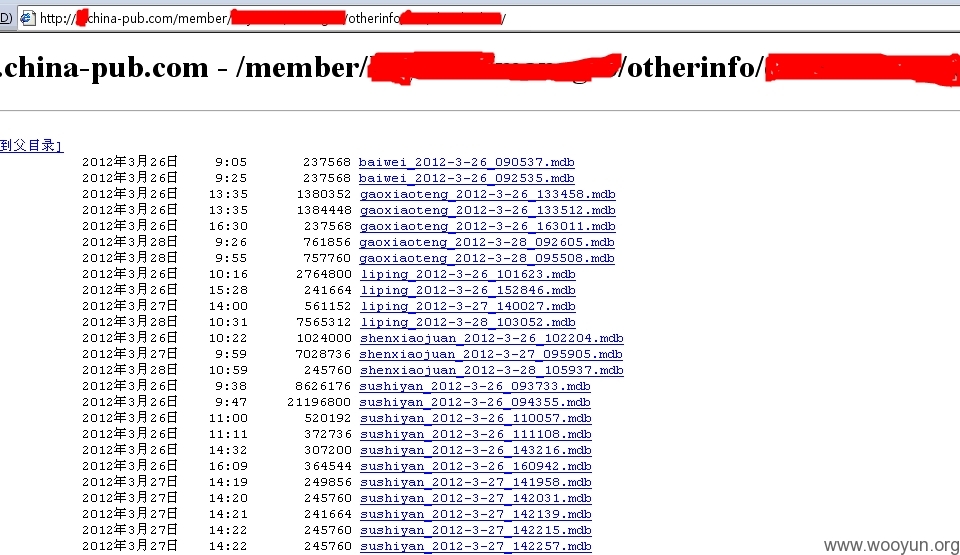 D) http:// .china-pub.com/member/ /otherinfo/ /
.china-pub.com - /member/ /otherinfo/
到父目录]
2012年3月26日 9:05 237568 baiwei_2012-3-26_090537.mdb
2012年3月26日 9:25 237568 baiwei_2012-3-26_092535.mdb
2012年3月26日 13:35 1380352 gaoxiaoteng_2012-3-26_133458.mdb
2012年3月26日 13:35 1384448 gaoxiaoteng_2012-3-26_133512.mdb
2012年3月26日 16:30 237568 gaoxiaoteng_2012-3-26_163011.mdb
2012年3月28日 9:26 761856 gaoxiaoteng_2012-3-28_092605.mdb
2012年3月28日 9:55 757760 gaoxiaoteng_2012-3-28_095508.mdb
2012年3月26日 10:16 2764800 liping_2012-3-26_101623.mdb
2012年3月26日 15:28 241664 liping_2012-3-26_152846.mdb
2012年3月27日 14:00 561152 liping_2012-3-27_140027.mdb
2012年3月28日 10:31 7565312 liping_2012-3-28_103052.mdb
2012年3月26日 10:22 1024000 shenxiaojuan_2012-3-26_102204.mdb
2012年3月27日 9:59 7028736 shenxiaojuan_2012-3-27_095905.mdb
2012年3月28日 10:59 245760 shenxiaojuan_2012-3-28_105937.mdb
2012年3月26日 9:38 8626176 sushiyan_2012-3-26_093733.mdb
2012年3月26日 9:47 21196800 sushiyan_2012-3-26_094355.mdb
2012年3月26日 11:00 520192 sushiyan_2012-3-26_110057.mdb
2012年3月26日 11:11 372736 sushiyan_2012-3-26_111108.mdb
2012年3月26日 14:32 307200 sushiyan_2012-3-26_143216.mdb
2012年3月26日 16:09 364544 sushiyan_2012-3-26_160942.mdb
2012年3月27日 14:19 249856 sushiyan_2012-3-27_141958.mdb
2012年3月27日 14:20 245760 sushiyan_2012-3-27_142031.mdb
2012年3月27日 14:21 241664 sushiyan_2012-3-27_142139.mdb
2012年3月27日 14:22 245760 sushiyan_2012-3-27_142215.mdb
2012年3月27日 14:22 245760 sushiyan_2012-3-27_142257.mdb
www.wooyun.org